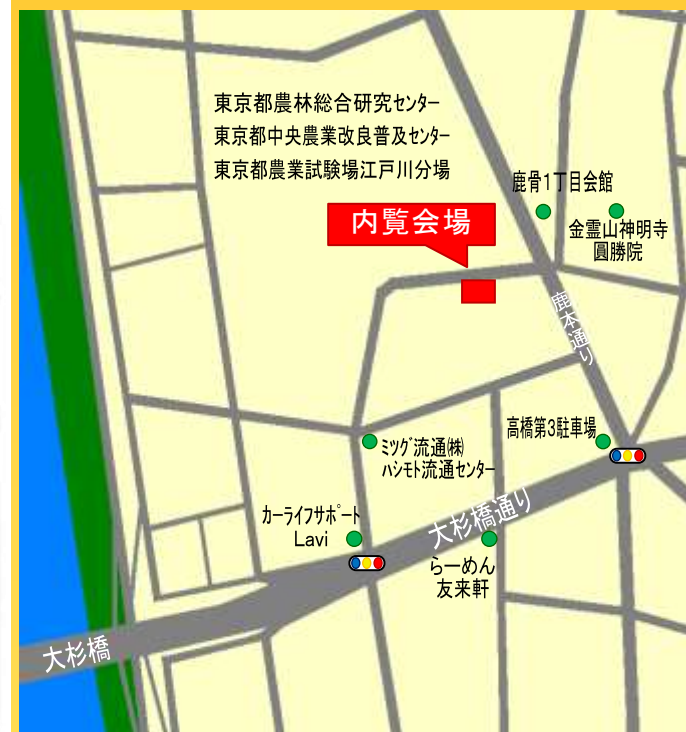 東京都農林総合研究センター
東京都中央農業改良普及センター
東京都農業試験場江戸川分場
鹿骨1丁目会館
内覧会場
金霊山神明寺
圓勝院
鹿本通り
高橋第3駐車場
ミツグ流通㈱
ハシモト流通センター
カーライフサポート
Lavi
大杉橋通り
らーめん
友来軒
大杉橋